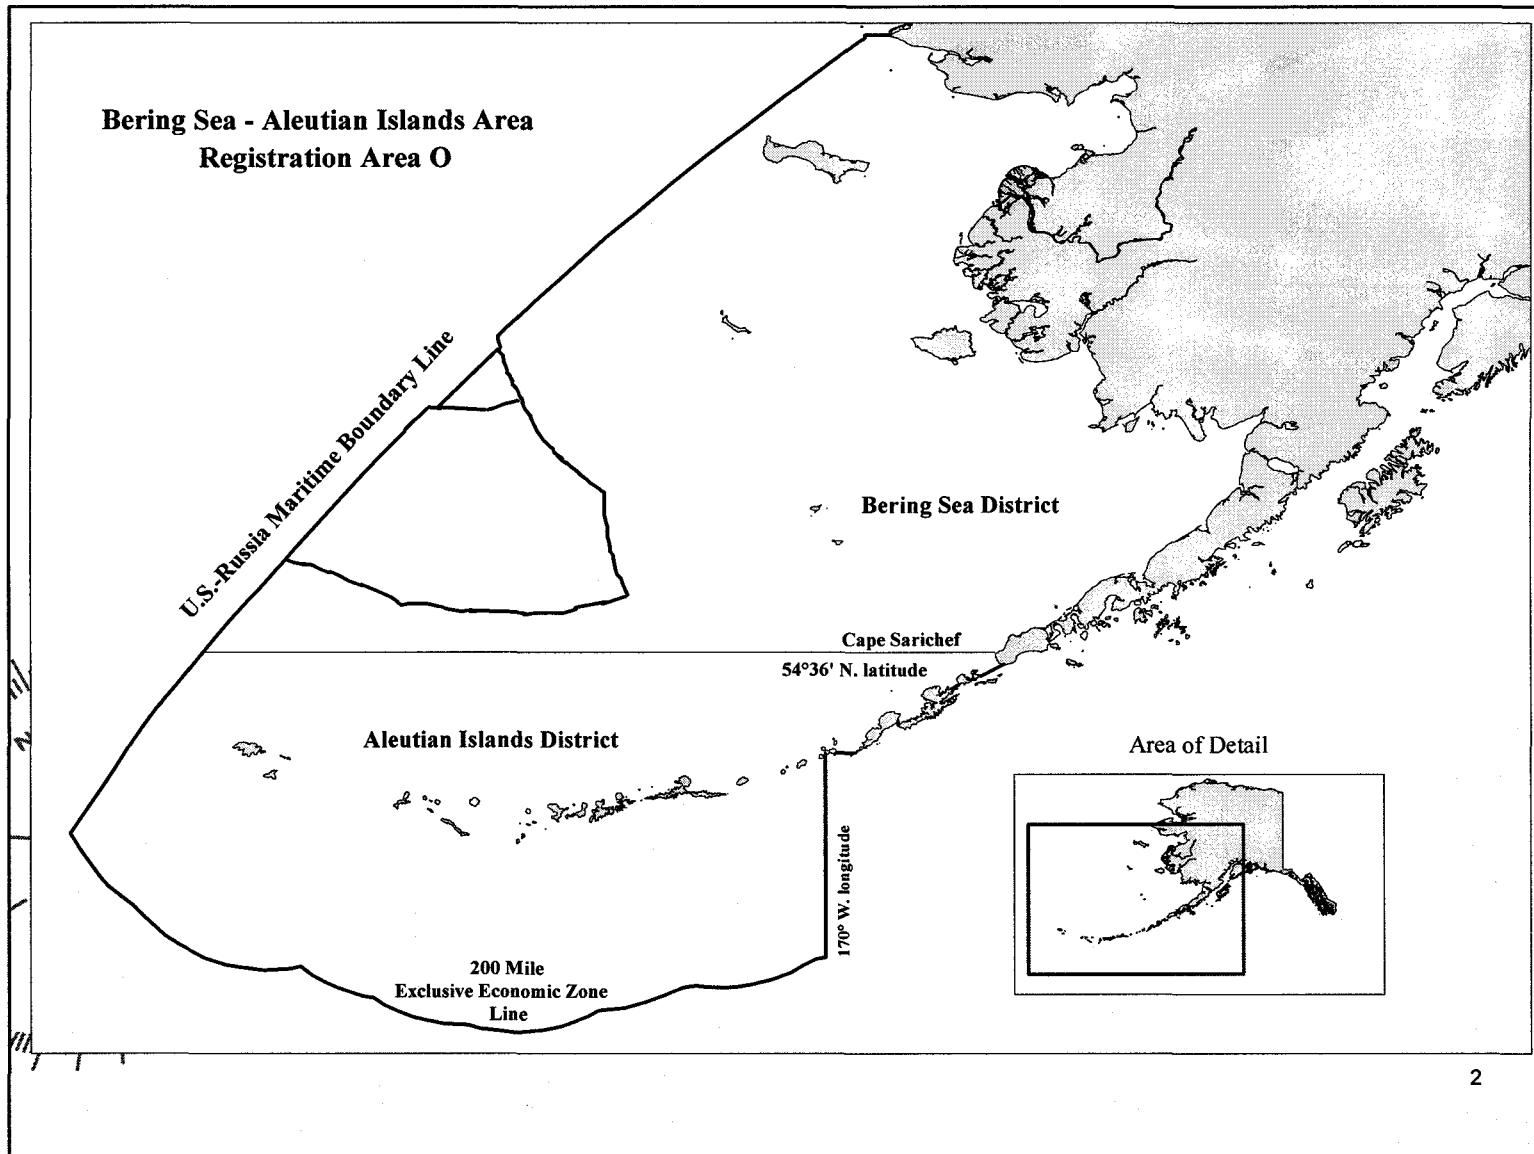 Bering Sea - Aleutian Islands Area
Registration Area O
U.S.-Russia Maritime Boundary Line
Bering Sea District
Cape Sarichef
54°36' N. latitude
Aleutian Islands District
Area of Detail
170° W. longitude
200 Mile
Exclusive Economic Zone
Line
2